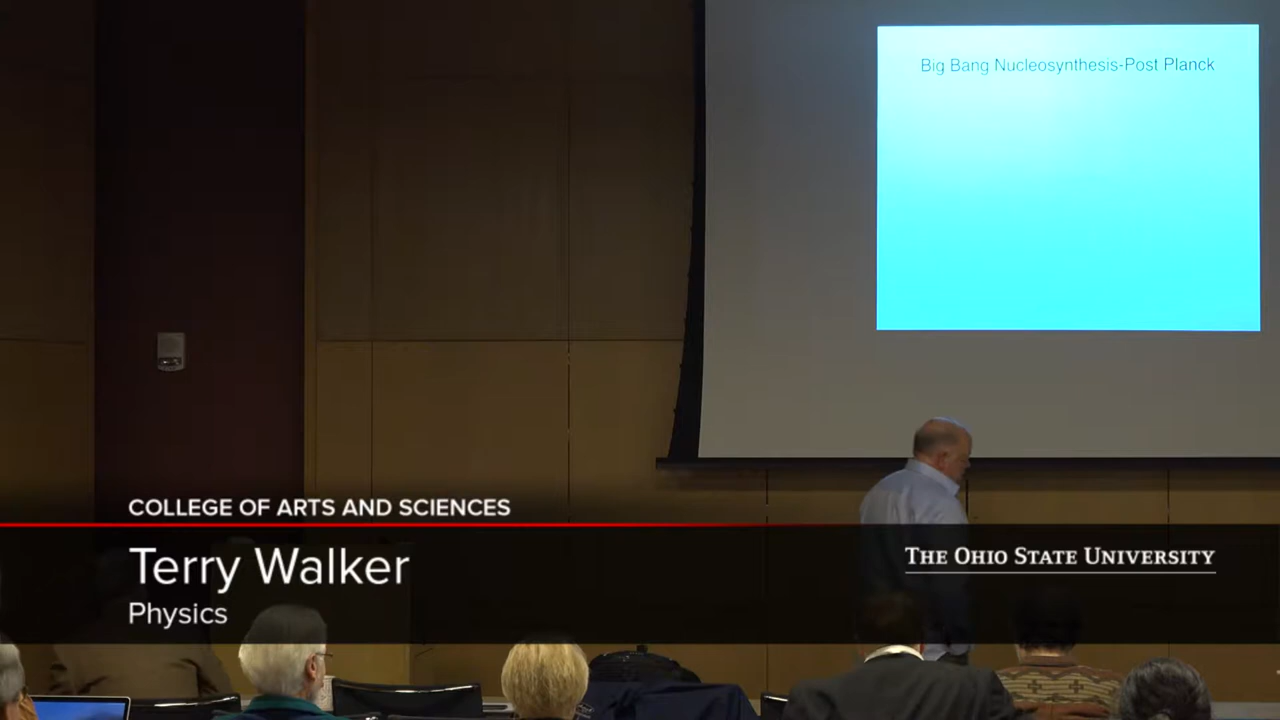 Big Bang Nucleosynthesis-Post Planck
COLLEGE OF ARTS AND SCIENCES
Terry Walker
Physics
THE OHIO STATE UNIVERSITY